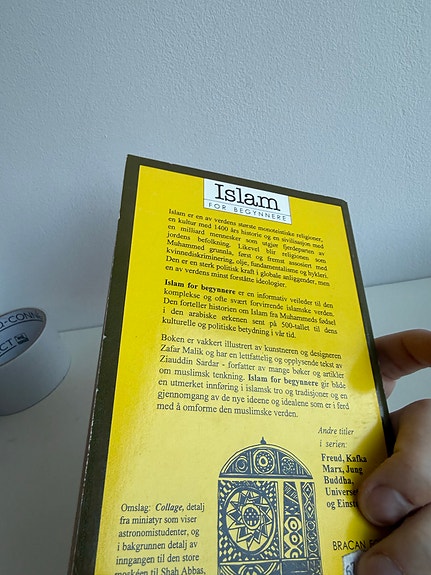 Islam
FOR BEGYNNERE
Islam er en av verdens største monoteistiske religioner,
en kultur med 1400 års historie og en sivilisasjon med
en milliard mennesker som utgjør fjerdeparten av
jordens befolkning. Likevel blir religionen som
Muhammed grunnla, først og fremst assosiert med
kvinnediskriminering, olje, fundamentalisme og hykleri.
Den er en sterk politisk kraft i globale anliggender, men
en av verdens minst forståtte ideologier.
Islam for begynnere er en informativ veileder til den
komplekse og ofte svært forvirrende islamske verden.
Den forteller historien om Islam fra Muhammeds fødsel
i den arabiske ørkenen sent på 500-tallet til dens
kulturelle og politiske betydning i vår tid.
Boken er vakkert illustrert av kunstneren og designeren
Zafar Malik og har en lettfattelig og opplysende tekst av
Ziauddin Sardar - forfatter av mange bøker og artikler
om muslimsk tenkning. Islam for begynnere gir både
en utmerket innføring i islamsk tro og tradisjoner og en
gjennomgang av de nye ideene og idealene som er i ferd
med å omforme den muslimske verden.
Andre titler
i serien:
Freud, Kafka
Marx, Jung
Buddha,
Universe
og Einst
Omslag: Collage, detalj
fra miniatyr som viser
astronomistudenter, og
i bakgrunnen detalj av
inngangen til den store
moskéen til Shah Abbas,
BRACAN F
O-CONN
CT